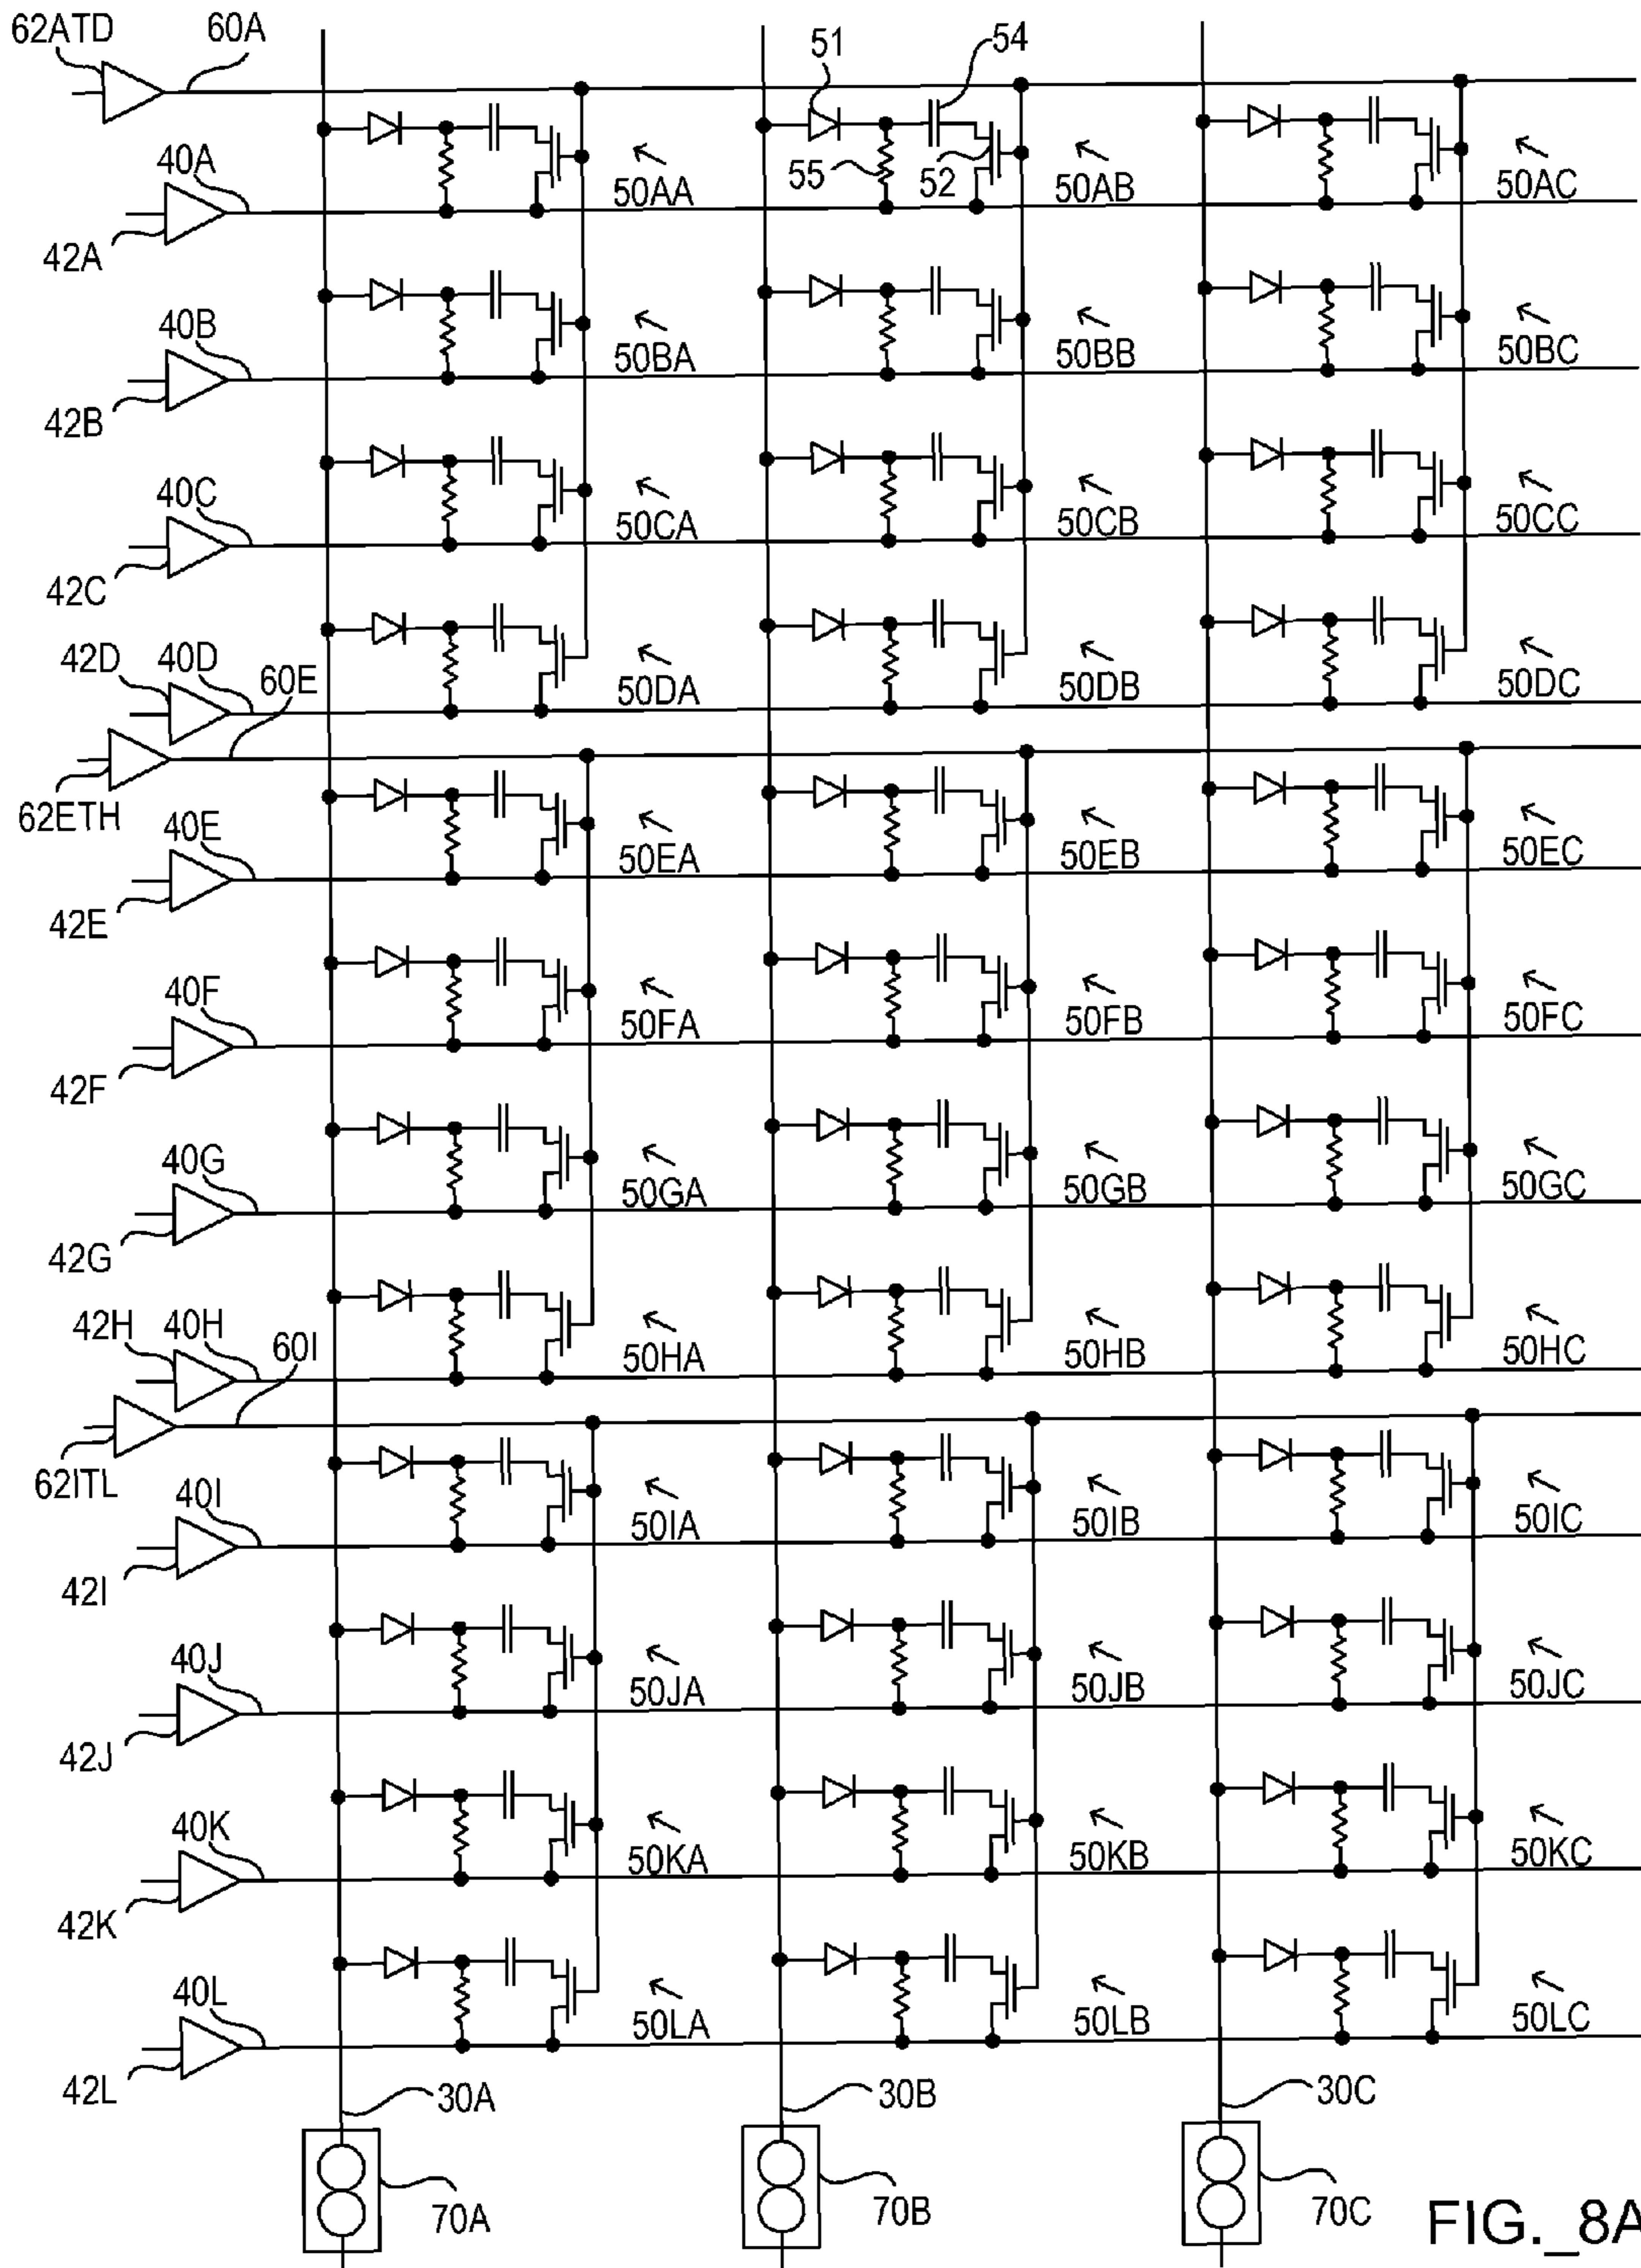 62ATD 60A 51 54
40A 55 52 50AA 50AB 50AC
42A
40B 50BA 50BB 50BC
42B
40C 50CA 50CB 50CC
42C
42D 40D 60E 50DA 50DB 50DC
62ETH 40E 50EA 50EB 50EC
42E
40F 50FA 50FB 50FC
42F
40G 50GA 50GB 50GC
42G
42H 40H 60I 50HA 50HB 50HC
62ITL 40I 50IA 50IB 50IC
42I
40J 50JA 50JB 50JC
42J
40K 50KA 50KB 50KC
42K
40L 50LA 50LB 50LC
42L 30A 30B 30C
70A 70B 70C
FIG._8A